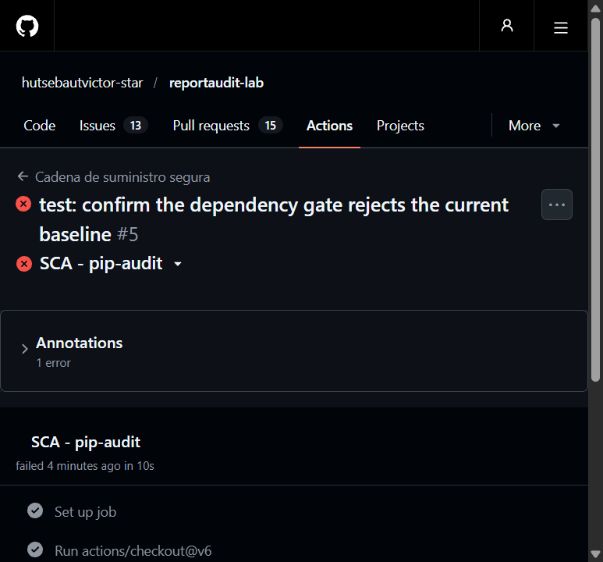 hutsebautvictor-star / reportaudit-lab
Code Issues 13 Pull requests 15 Actions Projects More
Cadena de suministro segura
test: confirm the dependency gate rejects the current
baseline #5
SCA - pip-audit
Annotations
1 error
SCA - pip-audit
failed 4 minutes ago in 10s
Set up job
Run actions/checkout@v6